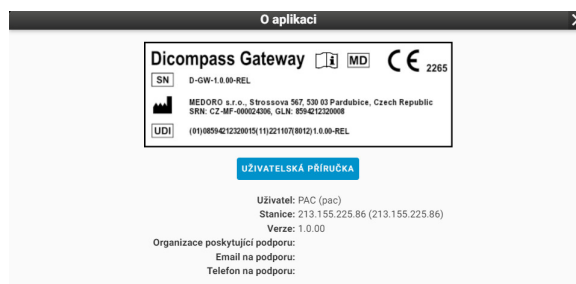 O aplikaci
Dicompass Gateway MD CE 2265
SN D-GW-1.0.00-REL
MEDORO s.r.o., Strossova 567, 530 03 Pardubice, Czech Republic
SRN: CZ-MF-000024306, GLN: 8594212320008
UDI (01)08594212320015(11)221107(8012)1.0.00-REL
UŽIVATELSKÁ PŘÍRUČKA
Uživatel: PAC (pac)
Stanice: 213.155.225.86 (213.155.225.86)
Verze: 1.0.00
Organizace poskytující podporu:
Email na podporu:
Telefon na podporu: